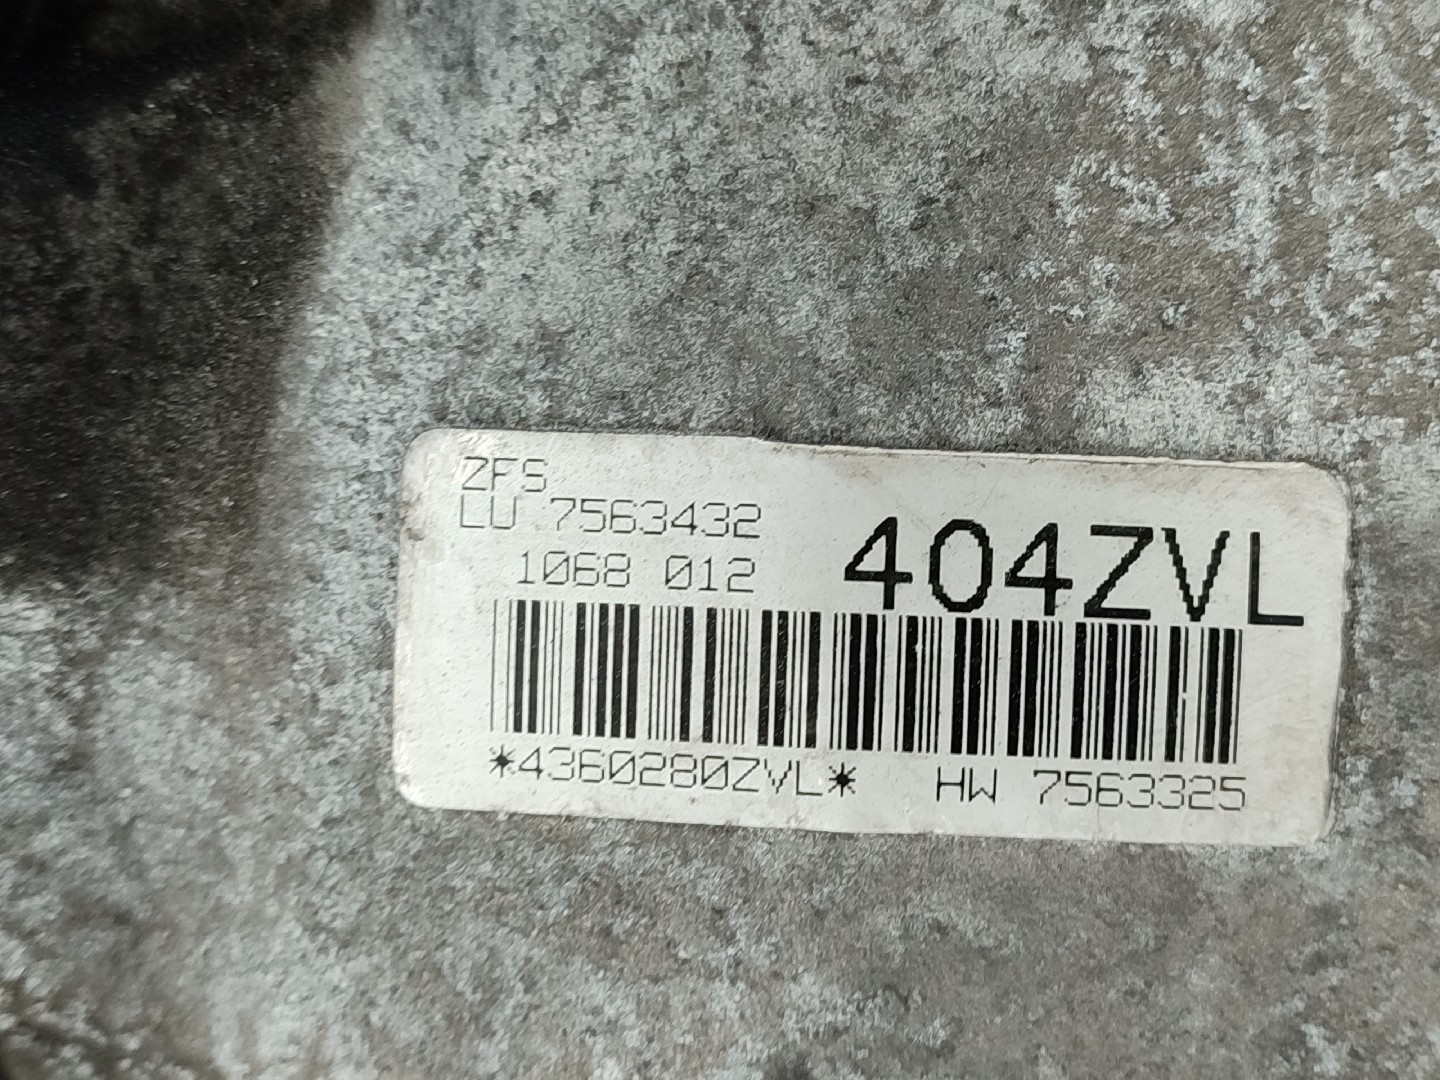 ZFS
LU 7563432
1068 012
404ZVL
*4360280ZVL* HW 7563325